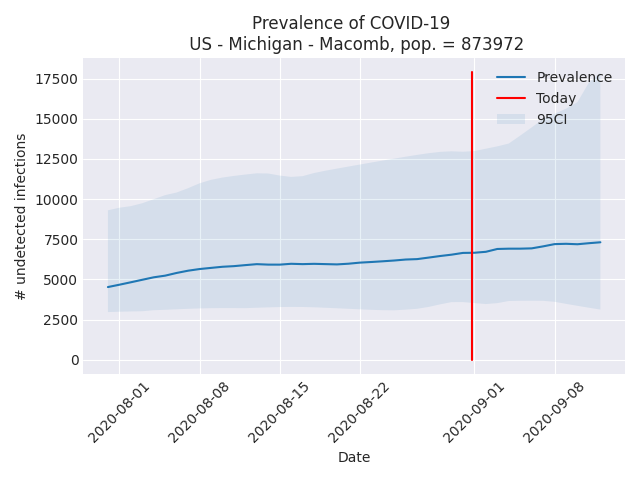 Prevalence of COVID-19
US - Michigan - Macomb, pop. = 873972
17500
15000
12500
10000
7500
5000
2500
0
# undetected infections
Prevalence
Today
95CI
2020-08-01
2020-08-08
2020-08-15
2020-08-22
2020-09-01
2020-09-08
Date